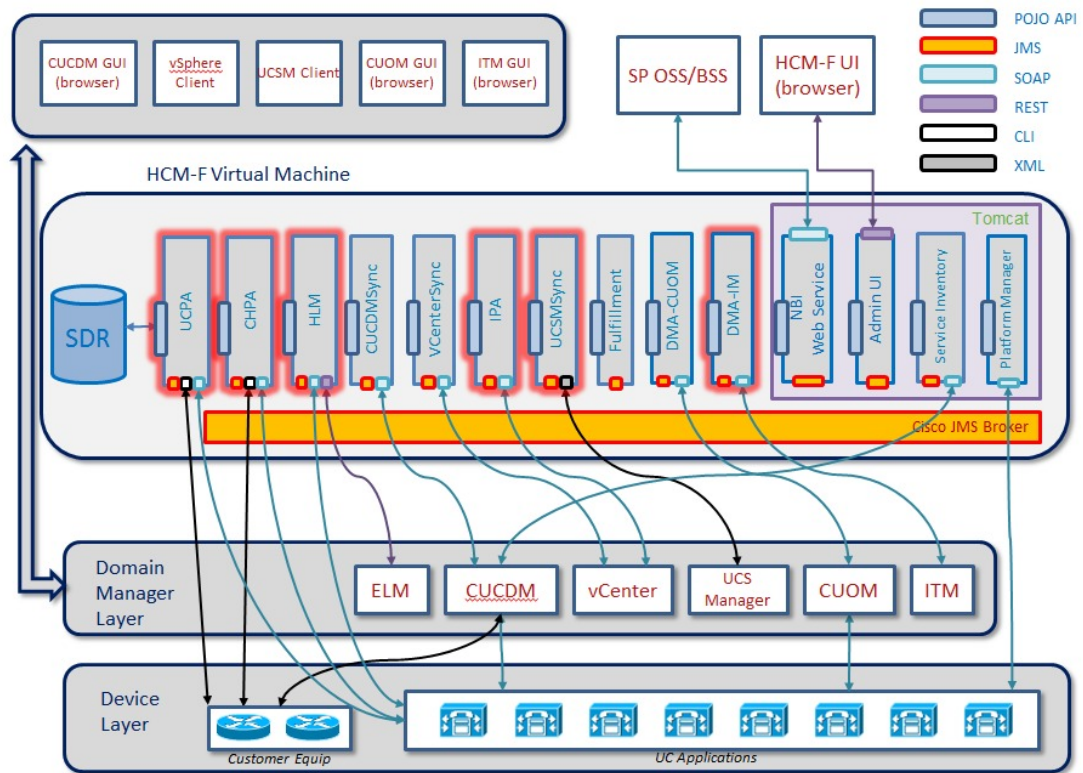 CUCDM GUI
(browser)
vSphere
Client
UCSM Client
CUOM GUI
(browser)
ITM GUI
(browser)
SP OSS/BSS
HCM-F UI
(browser)
POJO API
JMS
SOAP
REST
CLI
XML
HCM-F Virtual Machine
Tomcat
SDR
UCPA
CHPA
HLM
CUCDMSync
VCenterSync
IPA
UCSMSync
Fulfillment
DMA-CUOM
DMA-IM
NBI
Web Service
Admin UI
Service Inventory
Platform Manager
Cisco JMS Broker
Domain
Manager
Layer
ELM
CUCDM
vCenter
UCS
Manager
CUOM
ITM
Device
Layer
Customer Equip
UC Applications